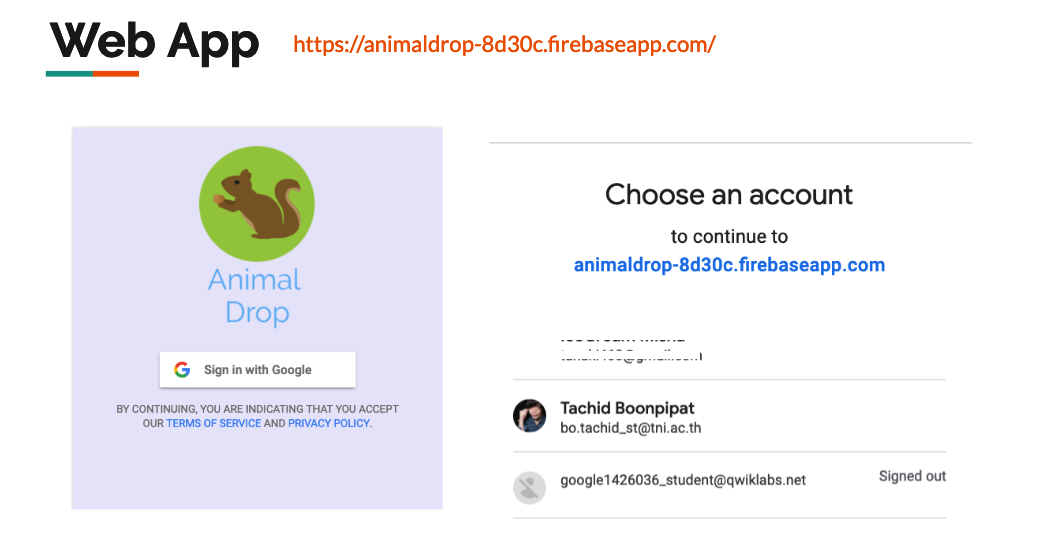 Web App
https://animaldrop-8d30c.firebaseapp.com/
Animal
Drop
Sign in with Google
BY CONTINUING, YOU ARE INDICATING THAT YOU ACCEPT
OUR TERMS OF SERVICE AND PRIVACY POLICY.
Choose an account
to continue to
animaldrop-8d30c.firebaseapp.com
Tachid Boonpipat
bo.tachid_st@tni.ac.th
google1426036_student@qwiklabs.net
Signed out